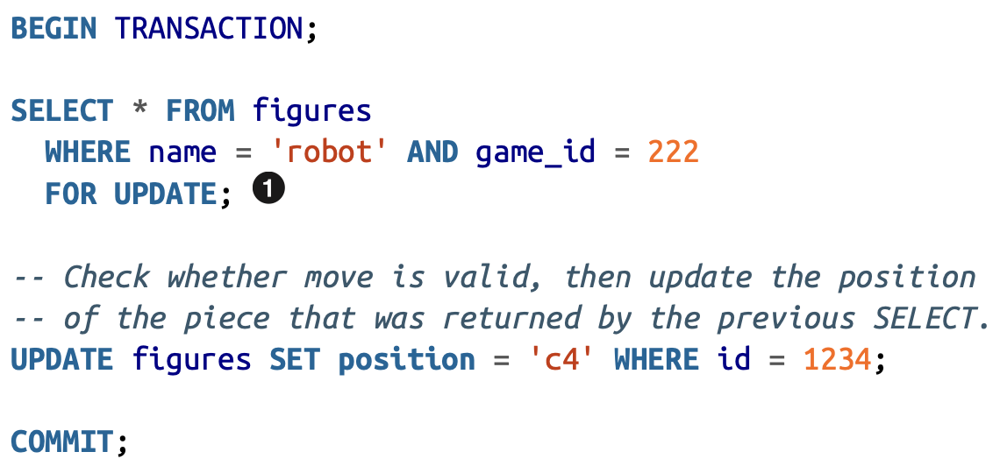 BEGIN TRANSACTION;
SELECT * FROM figures
WHERE name = 'robot' AND game_id = 222
FOR UPDATE; ❶
-- Check whether move is valid, then update the position
-- of the piece that was returned by the previous SELECT.
UPDATE figures SET position = 'c4' WHERE id = 1234;
COMMIT;